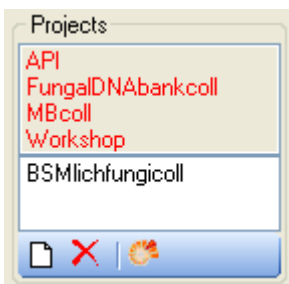 Projects
API
FungalDNAbankcoll
MBcoll
Workshop
BSMlichfungicoll